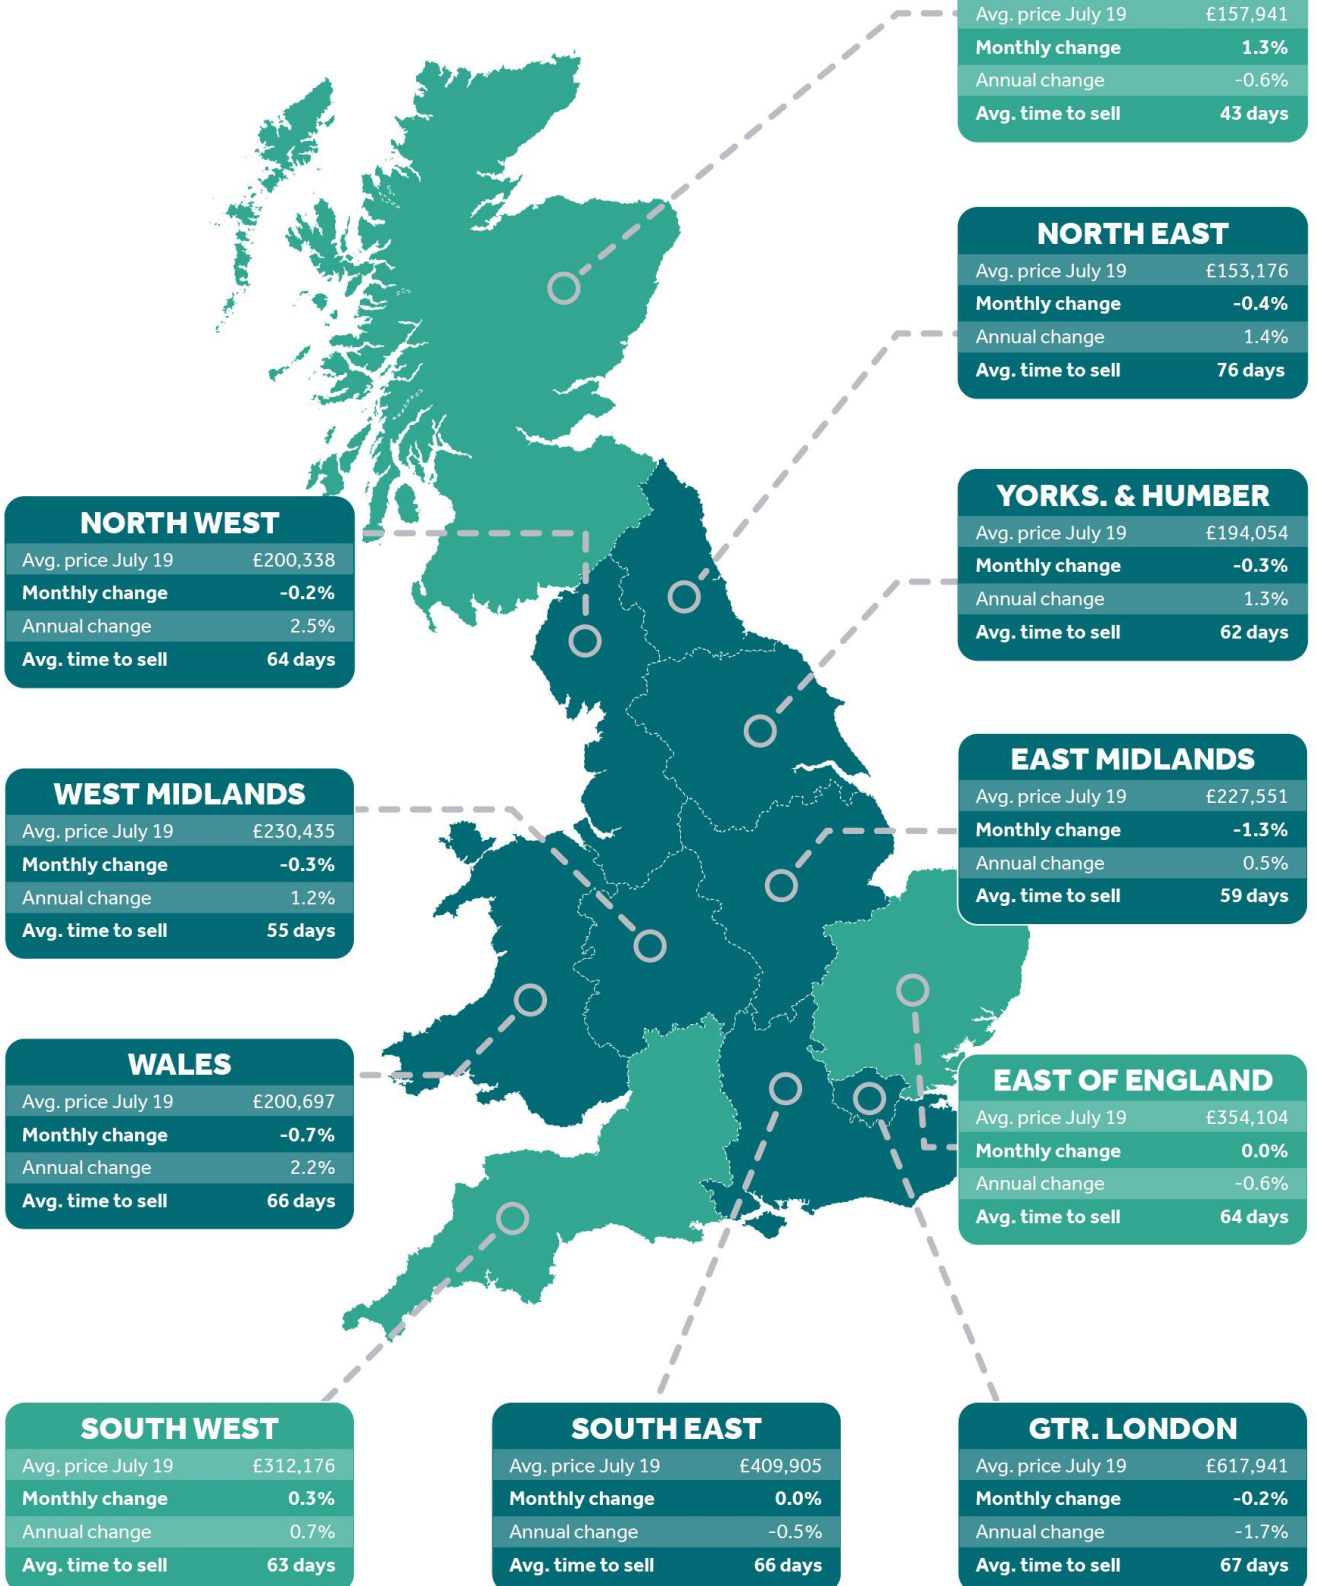 Avg. price July 19 £157,941
Monthly change 1.3%
Annual change -0.6%
Avg. time to sell 43 days
NORTH EAST
Avg. price July 19 £153,176
Monthly change -0.4%
Annual change 1.4%
Avg. time to sell 76 days
YORKS. & HUMBER
Avg. price July 19 £194,054
Monthly change -0.3%
Annual change 1.3%
Avg. time to sell 62 days
NORTH WEST
Avg. price July 19 £200,338
Monthly change -0.2%
Annual change 2.5%
Avg. time to sell 64 days
EAST MIDLANDS
Avg. price July 19 £227,551
Monthly change -1.3%
Annual change 0.5%
Avg. time to sell 59 days
WEST MIDLANDS
Avg. price July 19 £230,435
Monthly change -0.3%
Annual change 1.2%
Avg. time to sell 55 days
WALES
Avg. price July 19 £200,697
Monthly change -0.7%
Annual change 2.2%
Avg. time to sell 66 days
EAST OF ENGLAND
Avg. price July 19 £354,104
Monthly change 0.0%
Annual change -0.6%
Avg. time to sell 64 days
SOUTH WEST
Avg. price July 19 £312,176
Monthly change 0.3%
Annual change 0.7%
Avg. time to sell 63 days
SOUTH EAST
Avg. price July 19 £409,905
Monthly change 0.0%
Annual change -0.5%
Avg. time to sell 66 days
GTR. LONDON
Avg. price July 19 £617,941
Monthly change -0.2%
Annual change -1.7%
Avg. time to sell 67 days